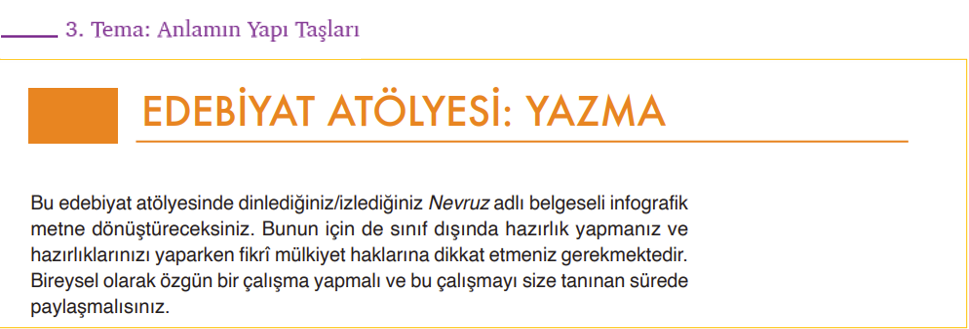 3. Tema: Anlamın Yapı Taşları
EDEBİYAT ATÖLYESİ: YAZMA
Bu edebiyat atölyesinde dinlediğiniz/izlediğiniz Nevruz adlı belgeseli infografik
metne dönüştüreceksiniz. Bunun için de sınıf dışında hazırlık yapmanız ve
hazırlıklarınızı yaparken fikrî mülkiyet haklarına dikkat etmeniz gerekmektedir.
Bireysel olarak özgün bir çalışma yapmalı ve bu çalışmayı size tanınan sürede
paylaşmalısınız.